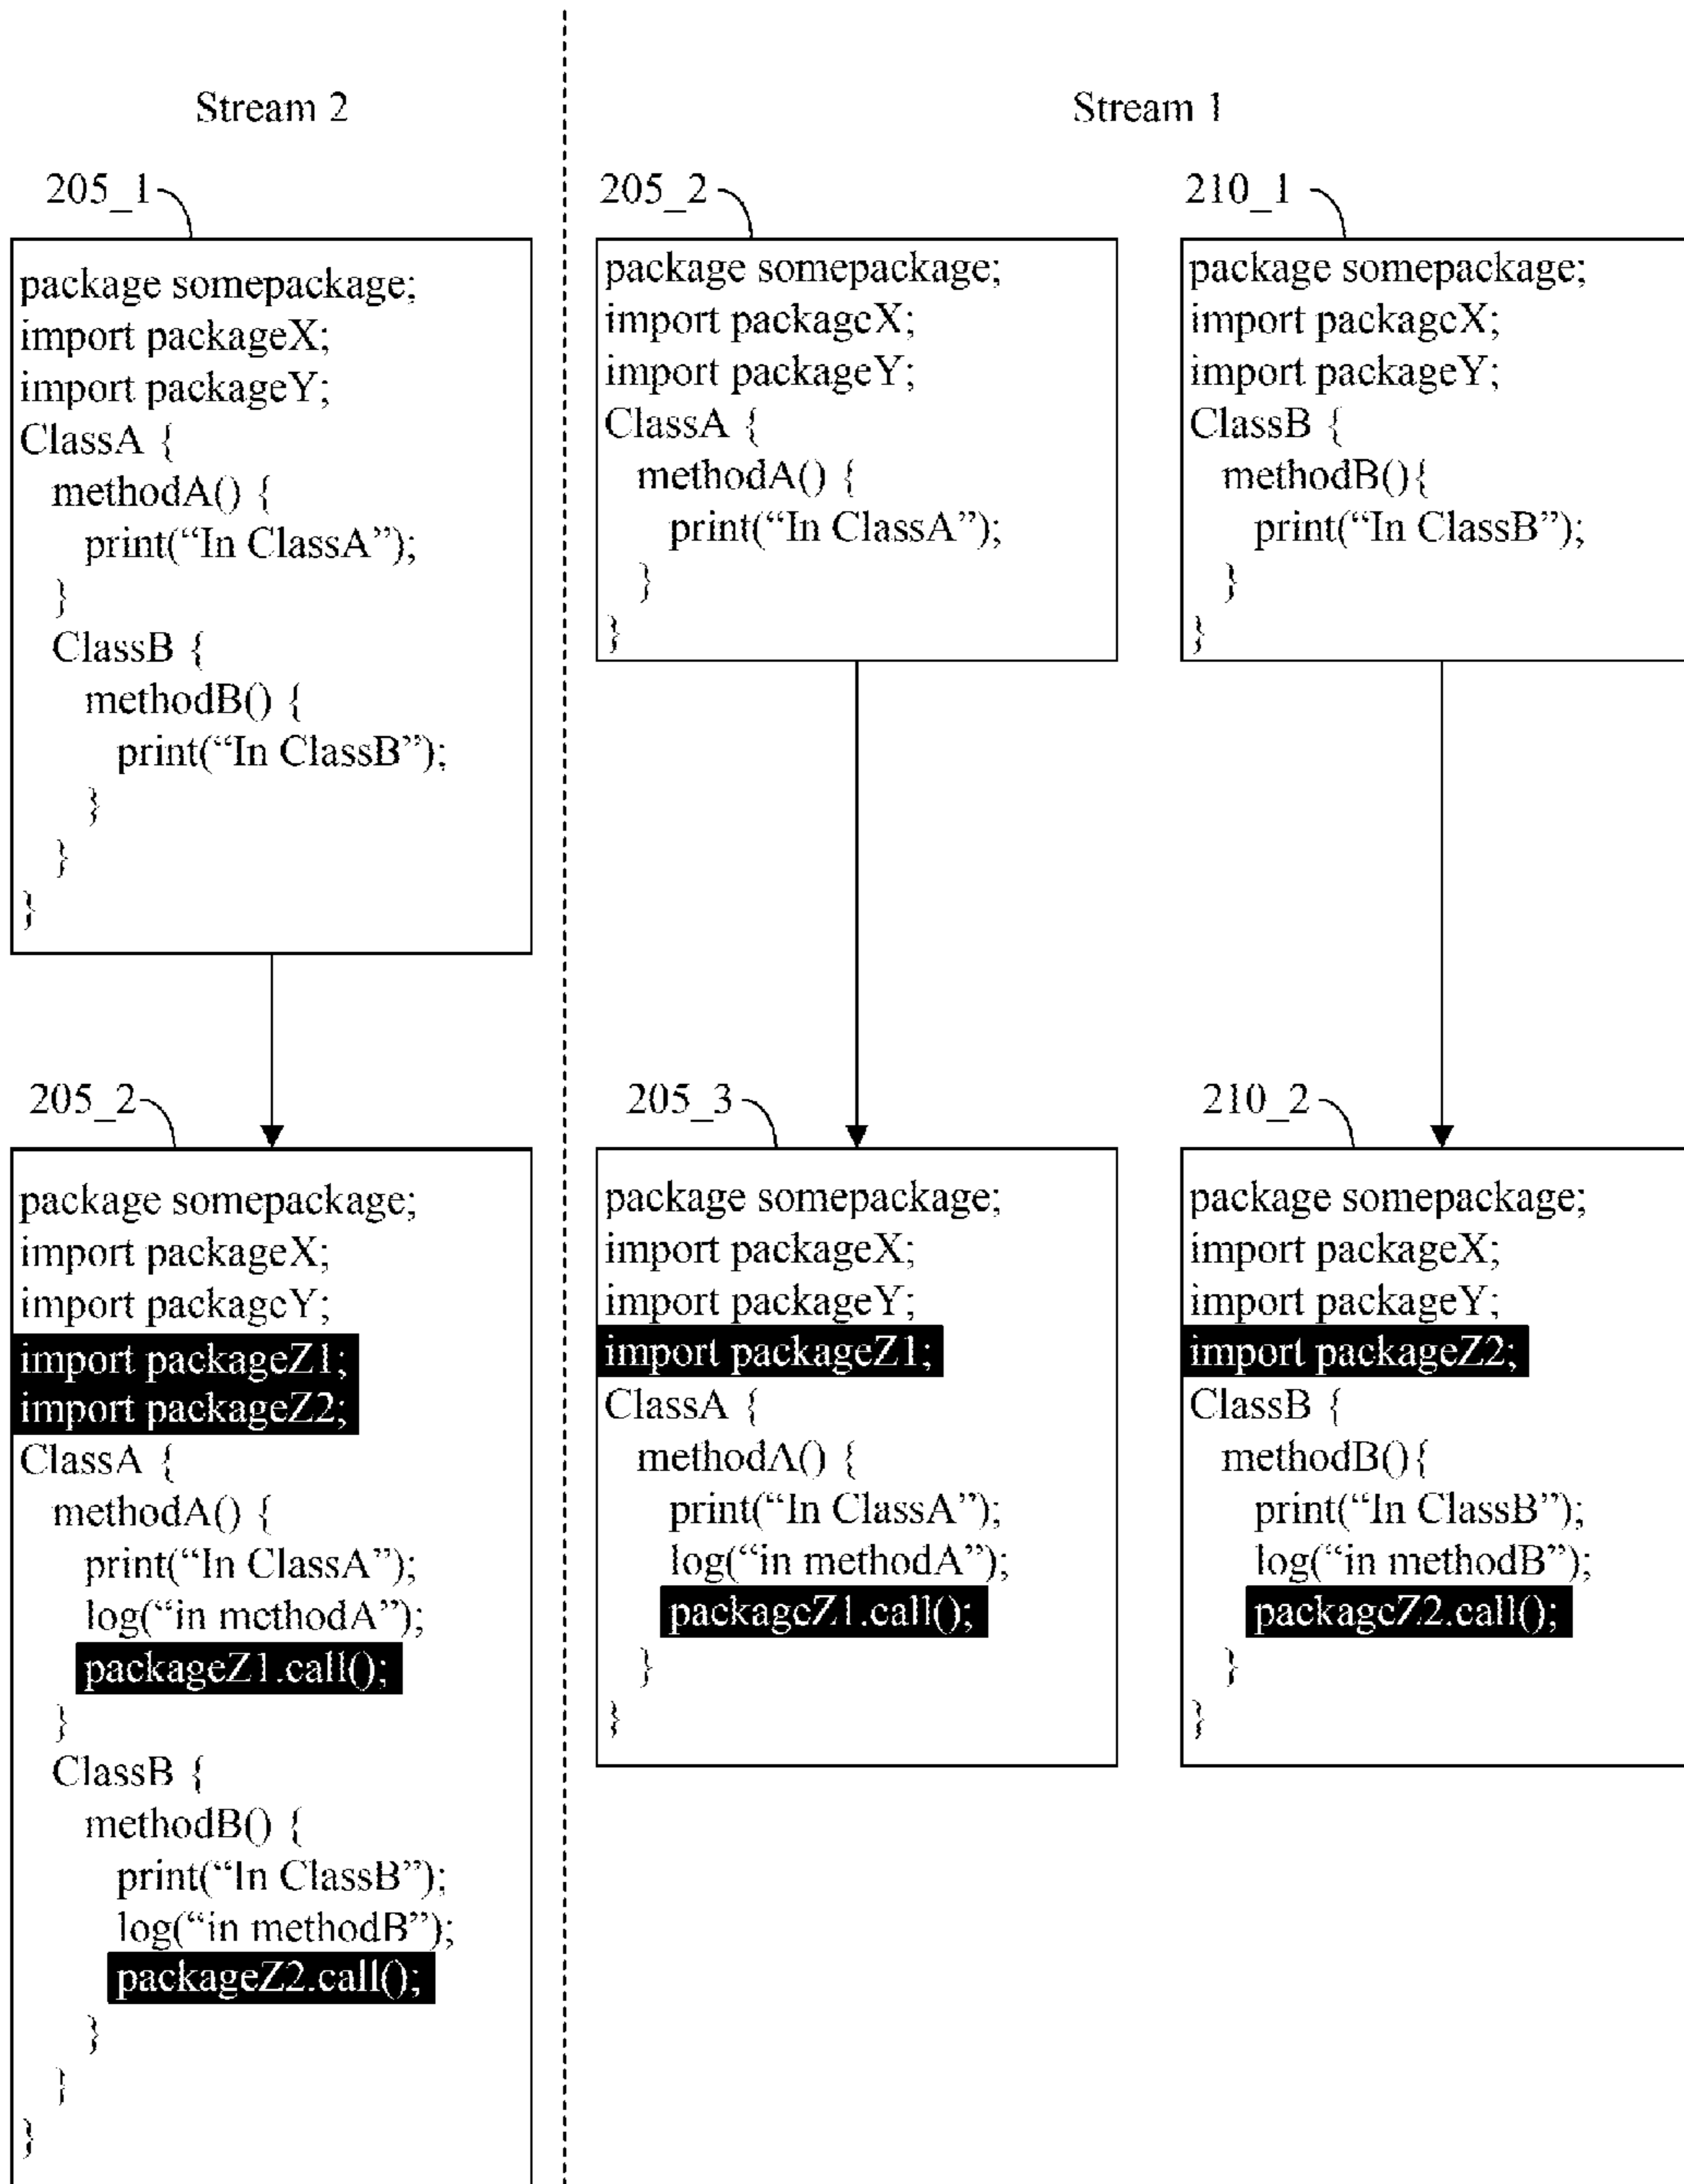 Stream 2
Stream 1
205_1
package somepackage;
import packageX;
import packageY;
ClassA {
methodA() {
print(“In ClassA”);
}
ClassB {
methodB() {
print(“In ClassB”);
}
}
}
205_2
package somepackage;
import packageX;
import packageY;
ClassA {
methodA() {
print(“In ClassA”);
}
}
210_1
package somepackage;
import packageX;
import packageY;
ClassB {
methodB(){
print(“In ClassB”);
}
}
205_2
package somepackage;
import packageX;
import packageY;
import packageZ1;
import packageZ2;
ClassA {
methodA() {
print(“In ClassA”);
log(“in methodA”);
packageZ1.call();
}
ClassB {
methodB() {
print(“In ClassB”);
log(“in methodB”);
packageZ2.call();
}
}
}
205_3
package somepackage;
import packageX;
import packageY;
import packageZ1;
ClassA {
methodA() {
print(“In ClassA”);
log(“in methodA”);
packageZ1.call();
}
}
210_2
package somepackage;
import packageX;
import packageY;
import packageZ2;
ClassB {
methodB(){
print(“In ClassB”);
log(“in methodB”);
packageZ2.call();
}
}